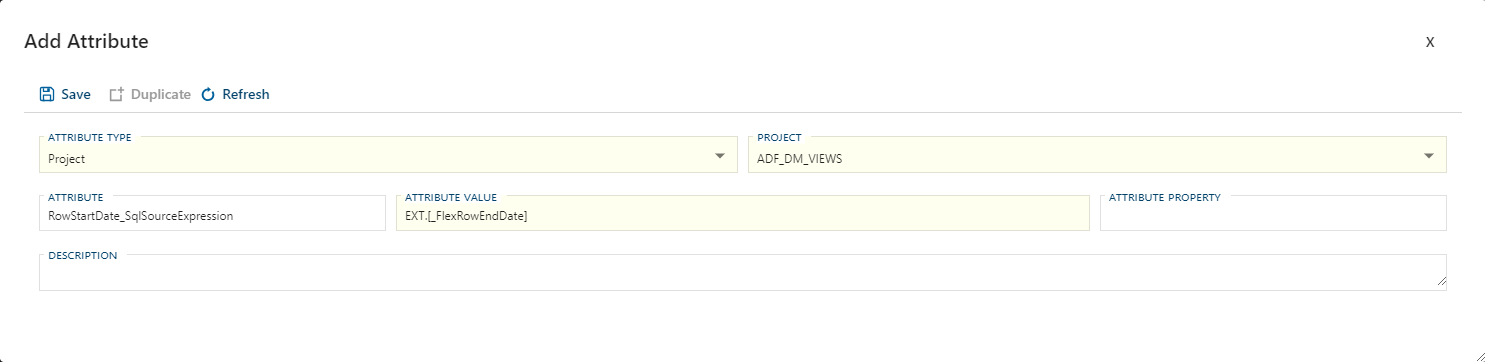 Add Attribute
X
Save Duplicate Refresh
ATTRIBUTE TYPE PROJECT
Project ADF_DM_VIEWS
ATTRIBUTE ATTRIBUTE VALUE ATTRIBUTE PROPERTY
RowStartDate_SqlSourceExpression EXT.[_FlexRowEndDate]
DESCRIPTION